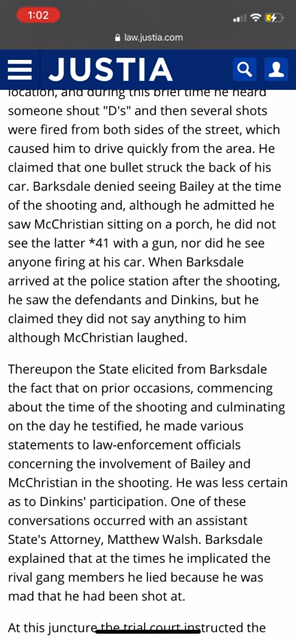 1:02
law.justia.com
JUSTIA
location, and during this brief time he heard
someone shout "D's" and then several shots
were fired from both sides of the street, which
caused him to drive quickly from the area. He
claimed that one bullet struck the back of his
car. Barksdale denied seeing Bailey at the time
of the shooting and, although he admitted he
saw McChristian sitting on a porch, he did not
see the latter *41 with a gun, nor did he see
anyone firing at his car. When Barksdale
arrived at the police station after the shooting,
he saw the defendants and Dinkins, but he
claimed they did not say anything to him
although McChristian laughed.
Thereupon the State elicited from Barksdale
the fact that on prior occasions, commencing
about the time of the shooting and culminating
on the day he testified, he made various
statements to law-enforcement officials
concerning the involvement of Bailey and
McChristian in the shooting. He was less certain
as to Dinkins' participation. One of these
conversations occurred with an assistant
State's Attorney, Matthew Walsh. Barksdale
explained that at the times he implicated the
rival gang members he lied because he was
mad that he had been shot at.
At this juncture the trial court instructed the